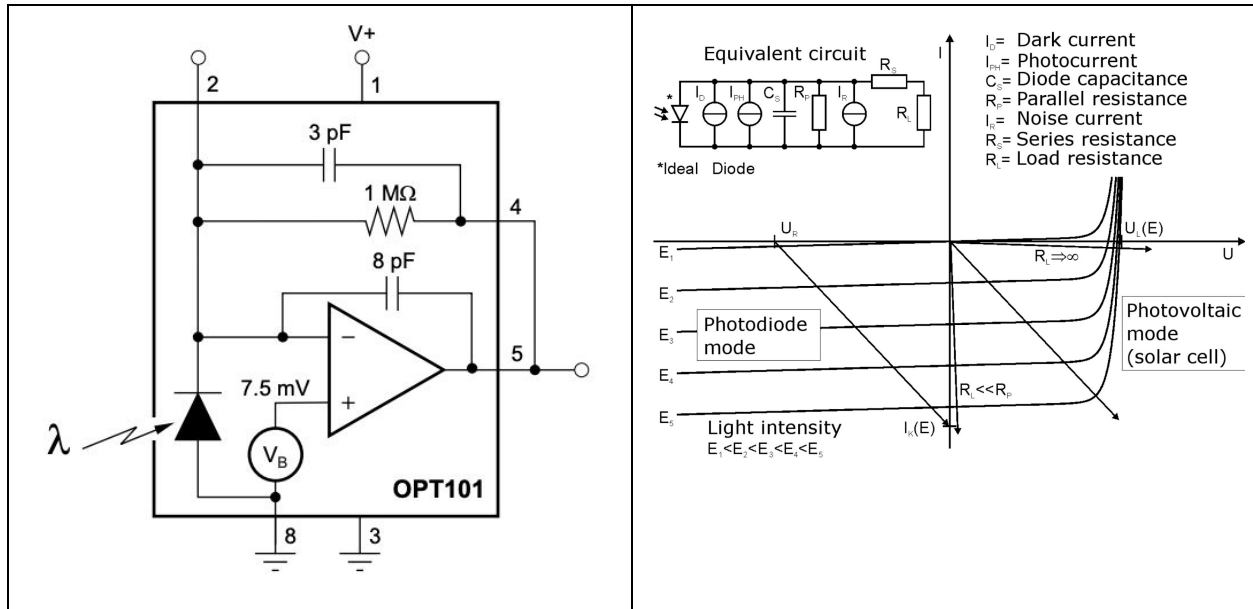 V+
2
1
3 pF
1 MΩ
4
8 pF
5
−
7.5 mV
+
λ
V_B
OPT101
8
3
Equivalent circuit
I
I_D= Dark current
I_PH= Photocurrent
C_S= Diode capacitance
R_P= Parallel resistance
I_R= Noise current
R_S= Series resistance
R_L= Load resistance
R_S
* I_D I_PH C_S R_P I_R R_L
*Ideal Diode
U_R
U_L(E)
E_1
R_L⇒∞
U
E_2
E_3
Photodiode
mode
Photovoltaic
mode
(solar cell)
E_4
R_L<<R_P
E_5
Light intensity
I_K(E)
E_1<E_2<E_3<E_4<E_5